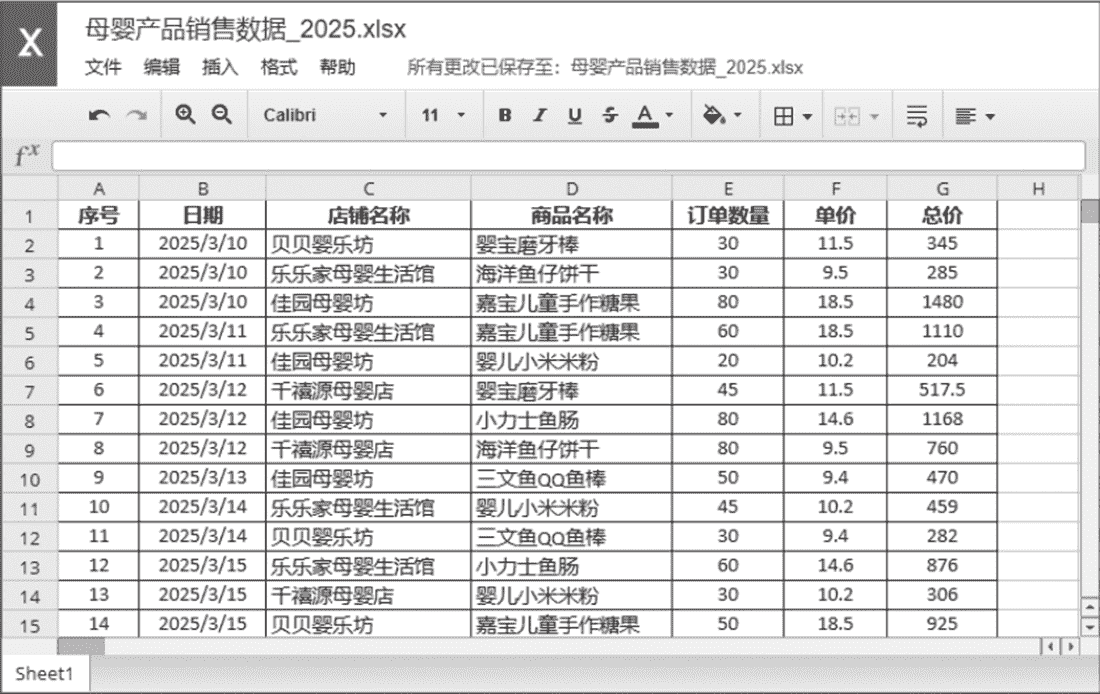 X
母婴产品销售数据_2025.xlsx
文件 编辑 插入 格式 帮助 所有更改已保存至：母婴产品销售数据_2025.xlsx
Calibri 11 B I U S A
fx
A B C D E F G H
1 序号 日期 店铺名称 商品名称 订单数量 单价 总价
2 1 2025/3/10 贝贝婴乐坊 婴宝磨牙棒 30 11.5 345
3 2 2025/3/10 乐乐家母婴生活馆 海洋鱼仔饼干 30 9.5 285
4 3 2025/3/10 佳园母婴坊 嘉宝儿童手作糖果 80 18.5 1480
5 4 2025/3/11 乐乐家母婴生活馆 嘉宝儿童手作糖果 60 18.5 1110
6 5 2025/3/11 佳园母婴坊 婴儿小米米粉 20 10.2 204
7 6 2025/3/12 千禧源母婴店 婴宝磨牙棒 45 11.5 517.5
8 7 2025/3/12 佳园母婴坊 小力士鱼肠 80 14.6 1168
9 8 2025/3/12 千禧源母婴店 海洋鱼仔饼干 80 9.5 760
10 9 2025/3/13 佳园母婴坊 三文鱼QQ鱼棒 50 9.4 470
11 10 2025/3/14 乐乐家母婴生活馆 婴儿小米米粉 45 10.2 459
12 11 2025/3/14 贝贝婴乐坊 三文鱼QQ鱼棒 30 9.4 282
13 12 2025/3/15 乐乐家母婴生活馆 小力士鱼肠 60 14.6 876
14 13 2025/3/15 千禧源母婴店 婴儿小米米粉 30 10.2 306
15 14 2025/3/15 贝贝婴乐坊 嘉宝儿童手作糖果 50 18.5 925
Sheet1